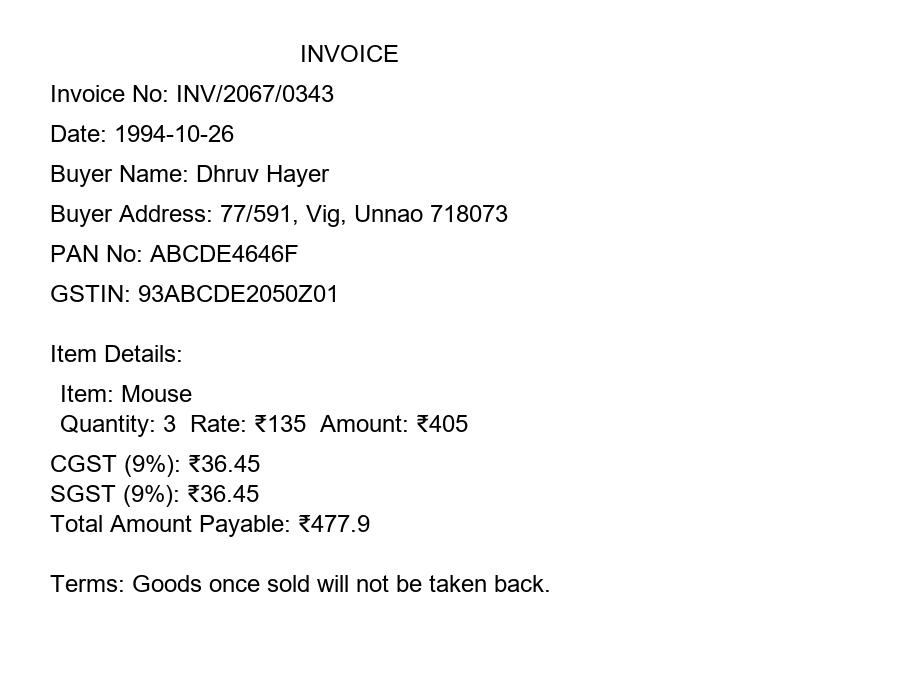 INVOICE
Invoice No: INV/2067/0343
Date: 1994-10-26
Buyer Name: Dhruv Hayer
Buyer Address: 77/591, Vig, Unnao 718073
PAN No: ABCDE4646F
GSTIN: 93ABCDE2050Z01
Item Details:
Item: Mouse
Quantity: 3  Rate: ₹135  Amount: ₹405
CGST (9%): ₹36.45
SGST (9%): ₹36.45
Total Amount Payable: ₹477.9
Terms: Goods once sold will not be taken back.